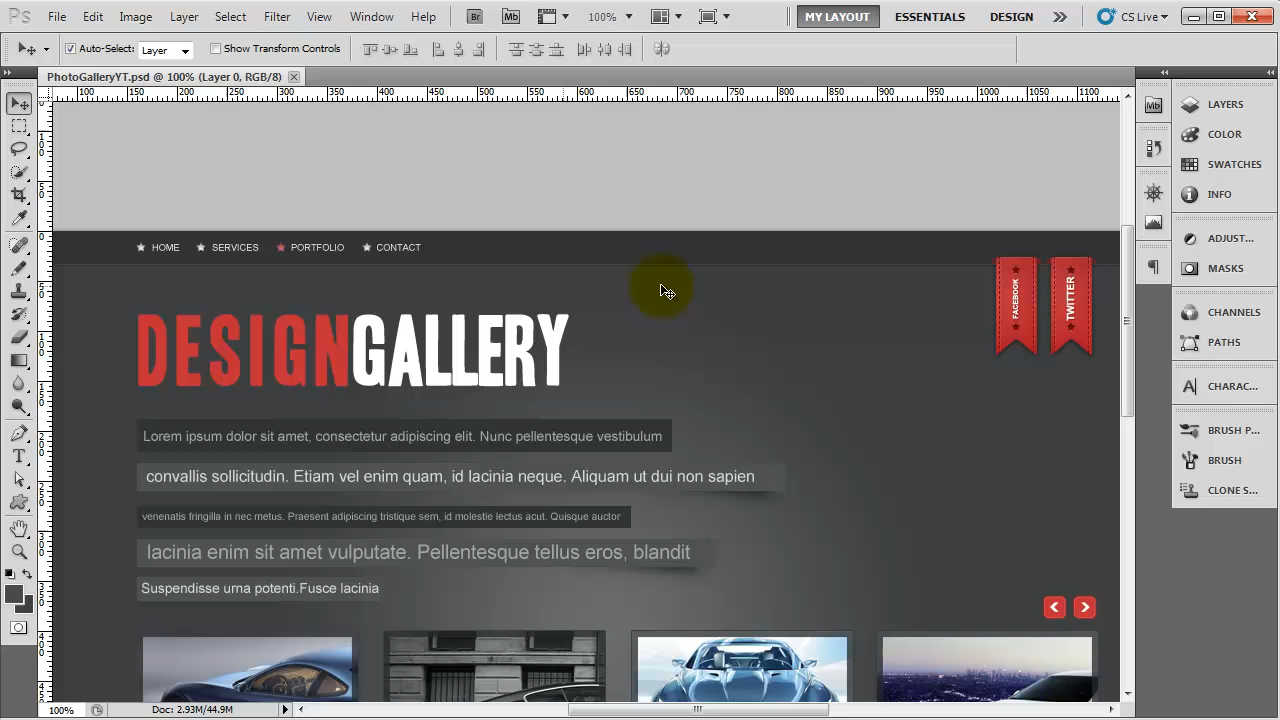 Ps File Edit Image Layer Select Filter View Window Help Br Mb 100% MY LAYOUT ESSENTIALS DESIGN CS Live
Auto-Select: Layer Show Transform Controls
PhotoGalleryYT.psd @ 100% (Layer 0, RGB/8)
100 150 200 250 300 350 400 450 500 550 600 650 700 750 800 850 900 950 1000 1050 1100
Mb LAYERS
COLOR
SWATCHES
INFO
ADJUST...
MASKS
CHANNELS
PATHS
CHARAC...
BRUSH P...
BRUSH
CLONE S...
HOME SERVICES PORTFOLIO CONTACT
FACEBOOK TWITTER
DESIGNGALLERY
Lorem ipsum dolor sit amet, consectetur adipiscing elit. Nunc pellentesque vestibulum
convallis sollicitudin. Etiam vel enim quam, id lacinia neque. Aliquam ut dui non sapien
venenatis fringilla in nec metus. Praesent adipiscing tristique sem, id molestie lectus acut. Quisque auctor
lacinia enim sit amet vulputate. Pellentesque tellus eros, blandit
Suspendisse urna potenti.Fusce lacinia
100% Doc: 2.93M/44.9M